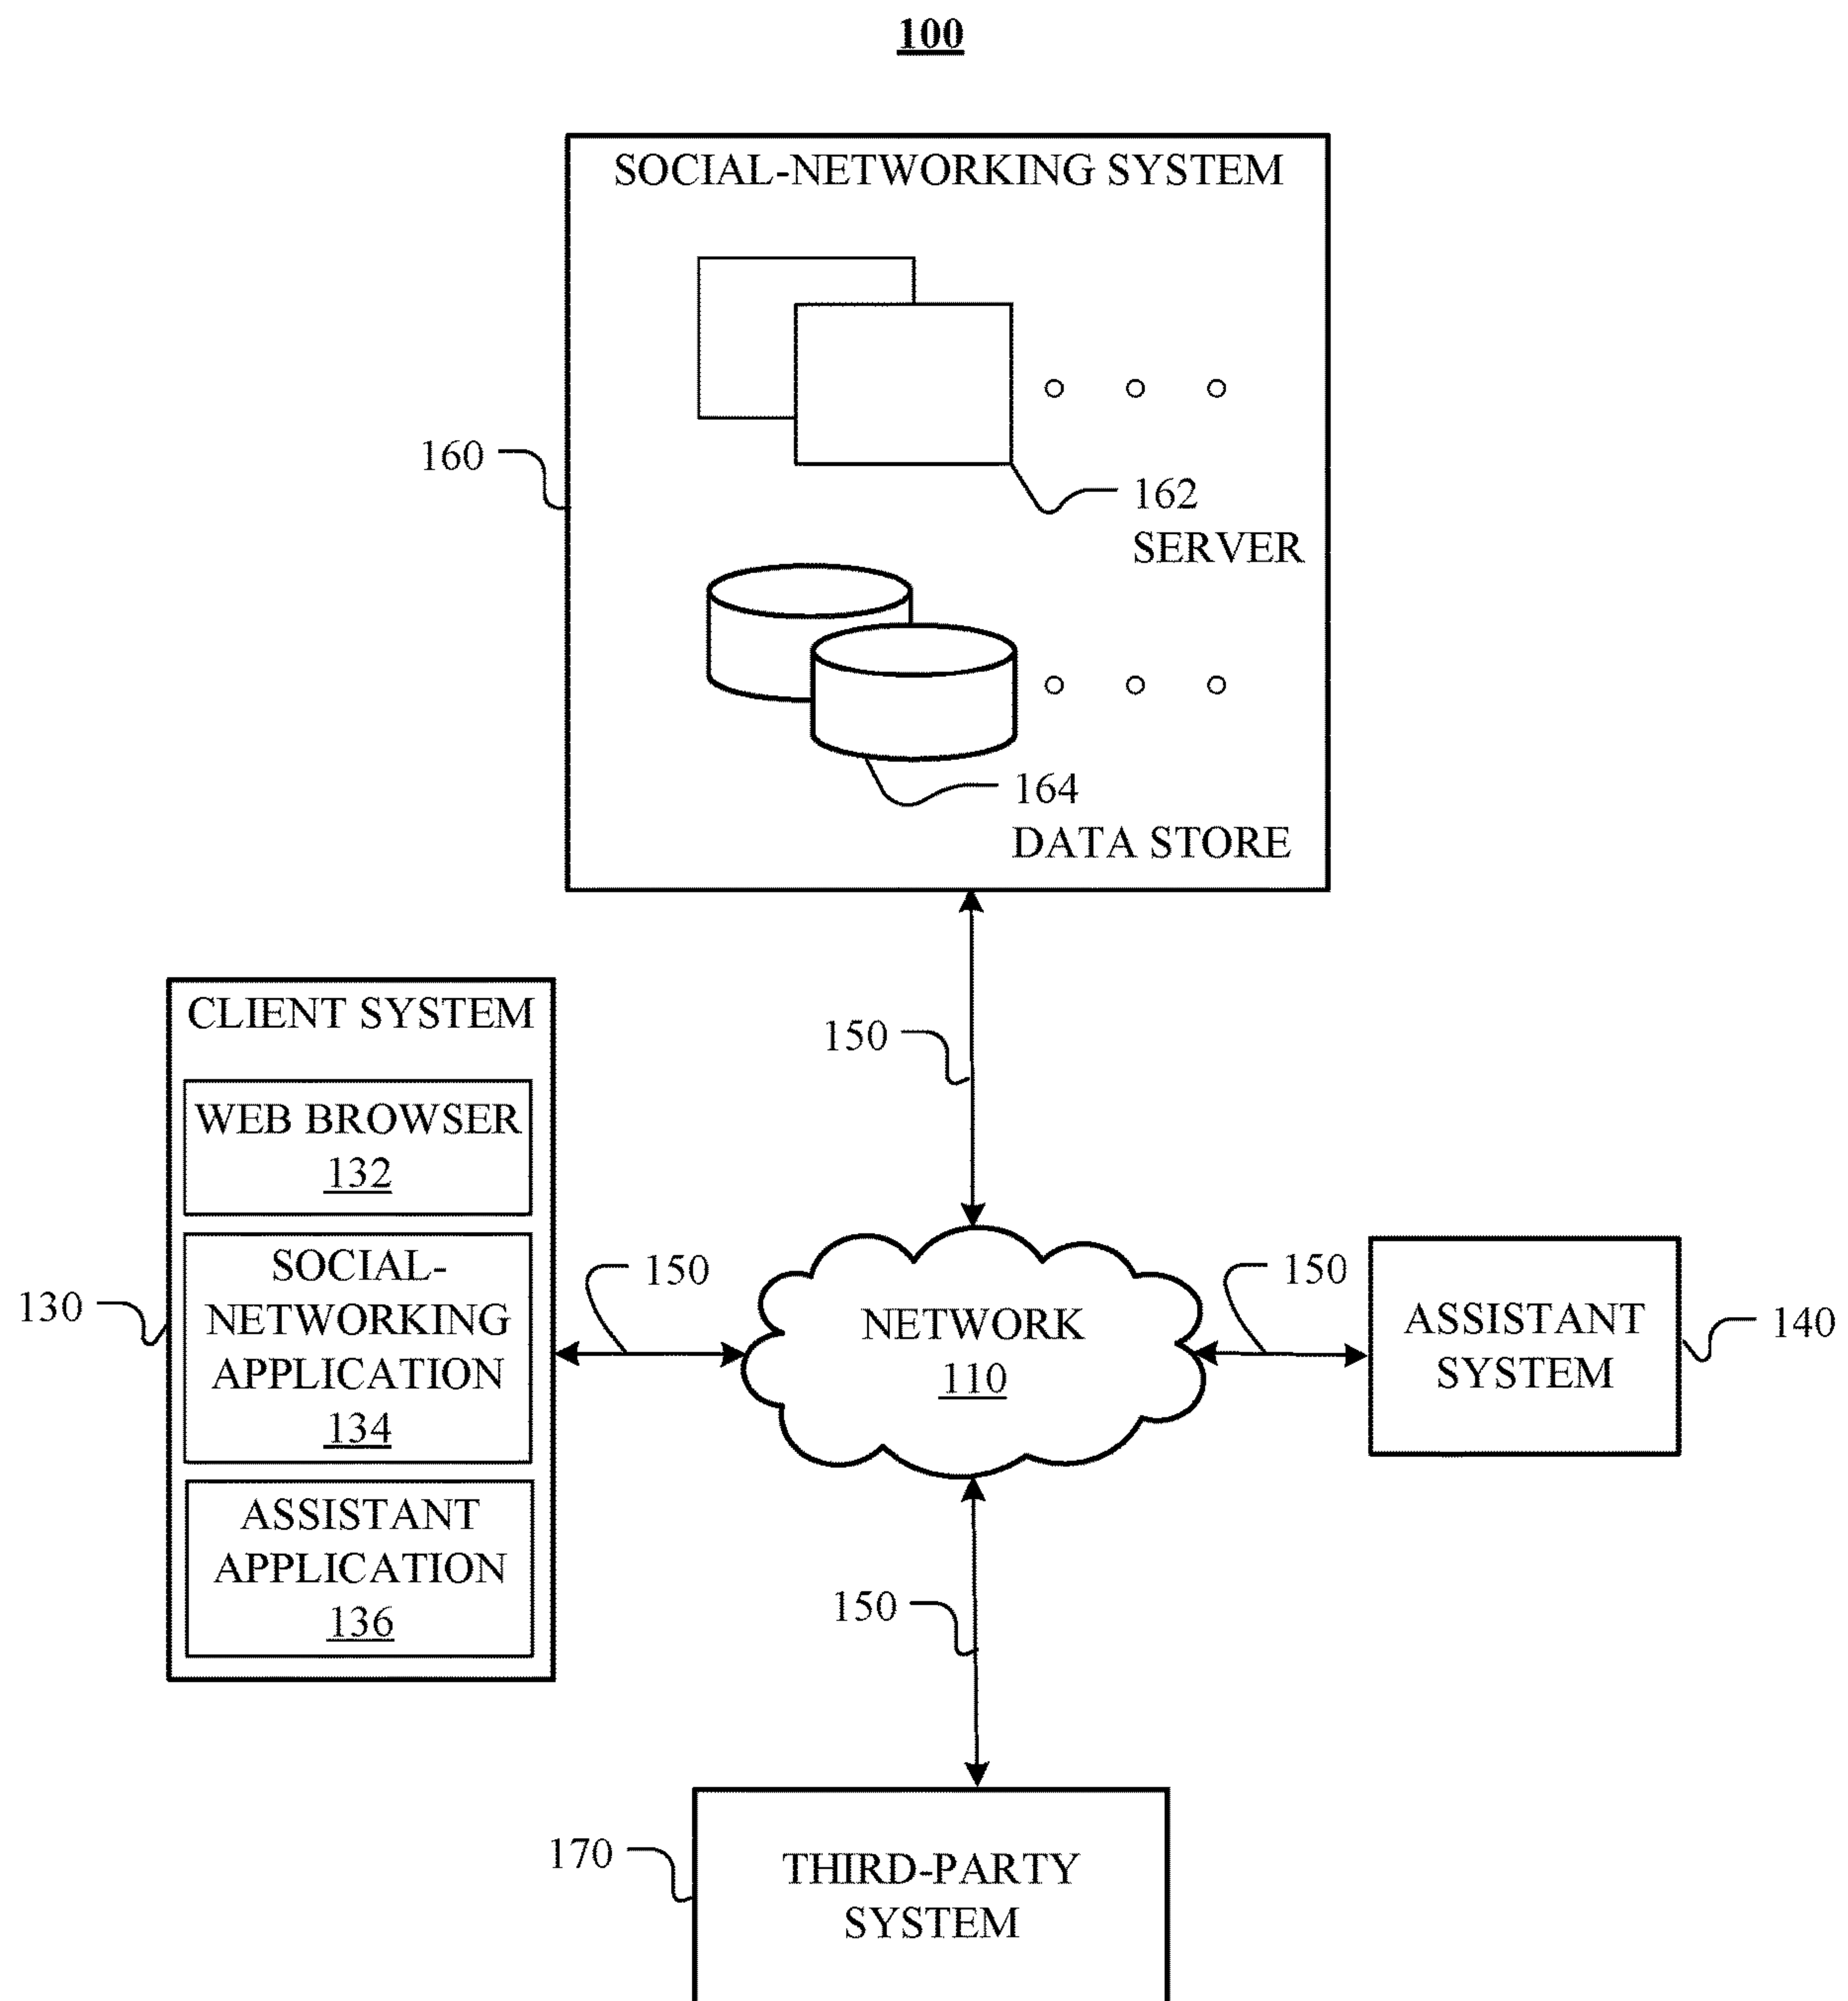 100
SOCIAL-NETWORKING SYSTEM
160
162
SERVER
164
DATA STORE
CLIENT SYSTEM
WEB BROWSER
132
SOCIAL-
NETWORKING
APPLICATION
134
ASSISTANT
APPLICATION
136
130
150
150
NETWORK
110
150
ASSISTANT
SYSTEM
140
150
170
THIRD-PARTY
SYSTEM